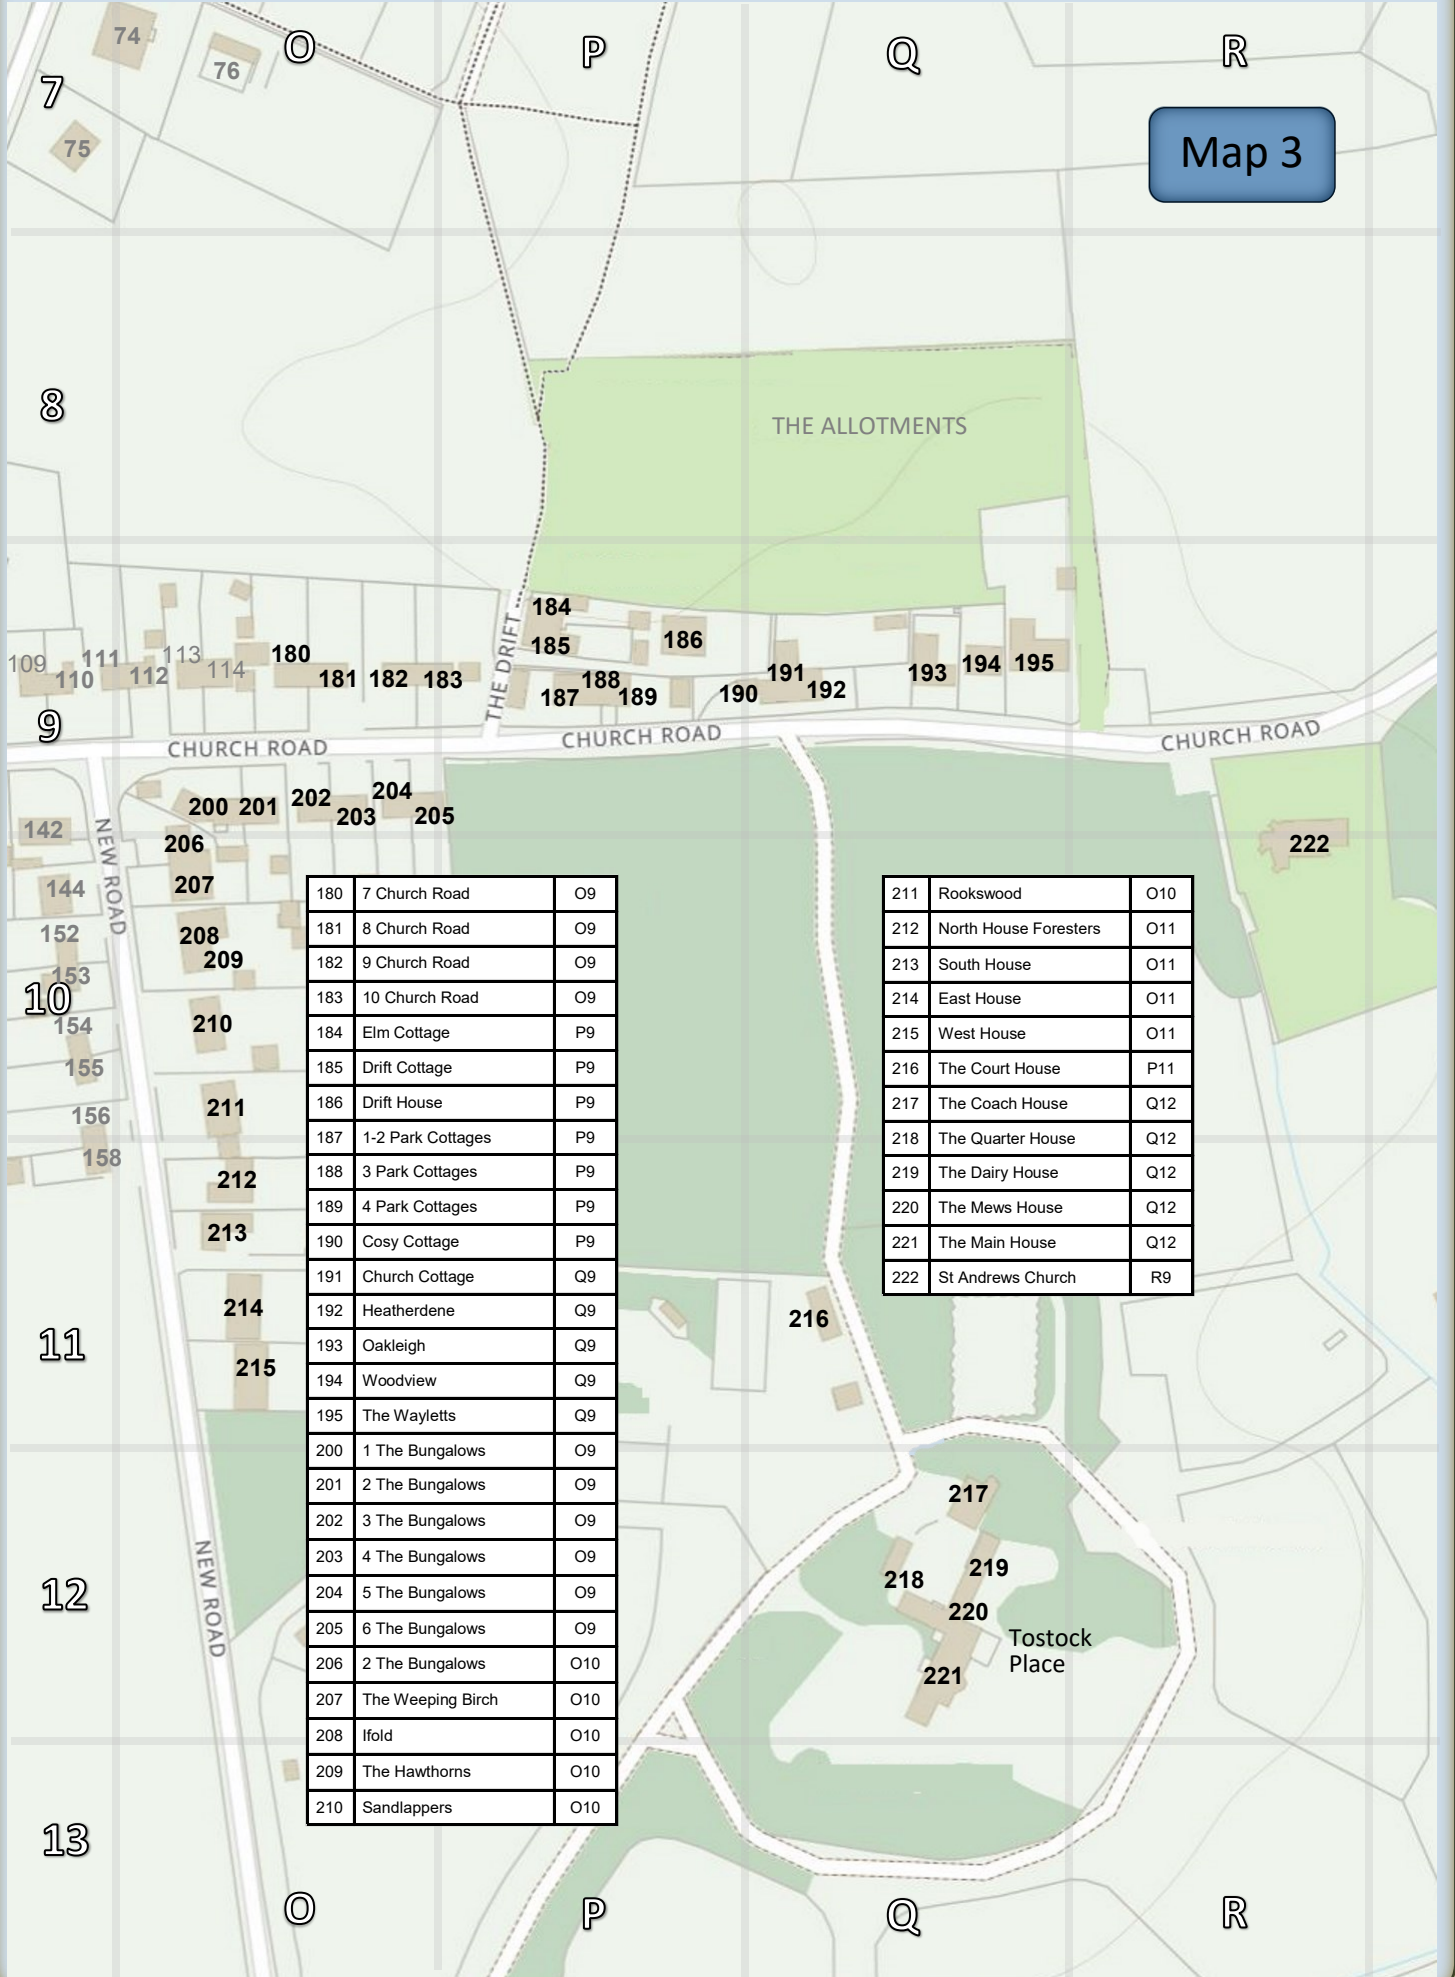 74
O
P
Q
R
76
7
Map 3
75
8
THE ALLOTMENTS
184
THE DRIFT
185
186
180
109
111
113
110
112
114
181
182
183
188
187
189
190
191
192
193
194
195
9
CHURCH ROAD
CHURCH ROAD
CHURCH ROAD
200
201
202
203
204
205
142
NEW ROAD
206
222
144
207
152
208
209
153
10
154
210
155
156
211
158
212
213
214
216
11
215
217
219
218
12
220
NEW ROAD
Tostock
Place
221
13
O
P
Q
R
180 7 Church Road O9
181 8 Church Road O9
182 9 Church Road O9
183 10 Church Road O9
184 Elm Cottage P9
185 Drift Cottage P9
186 Drift House P9
187 1-2 Park Cottages P9
188 3 Park Cottages P9
189 4 Park Cottages P9
190 Cosy Cottage P9
191 Church Cottage Q9
192 Heatherdene Q9
193 Oakleigh Q9
194 Woodview Q9
195 The Wayletts Q9
200 1 The Bungalows O9
201 2 The Bungalows O9
202 3 The Bungalows O9
203 4 The Bungalows O9
204 5 The Bungalows O9
205 6 The Bungalows O9
206 2 The Bungalows O10
207 The Weeping Birch O10
208 Ifold O10
209 The Hawthorns O10
210 Sandlappers O10
211 Rookswood O10
212 North House Foresters O11
213 South House O11
214 East House O11
215 West House O11
216 The Court House P11
217 The Coach House Q12
218 The Quarter House Q12
219 The Dairy House Q12
220 The Mews House Q12
221 The Main House Q12
222 St Andrews Church R9